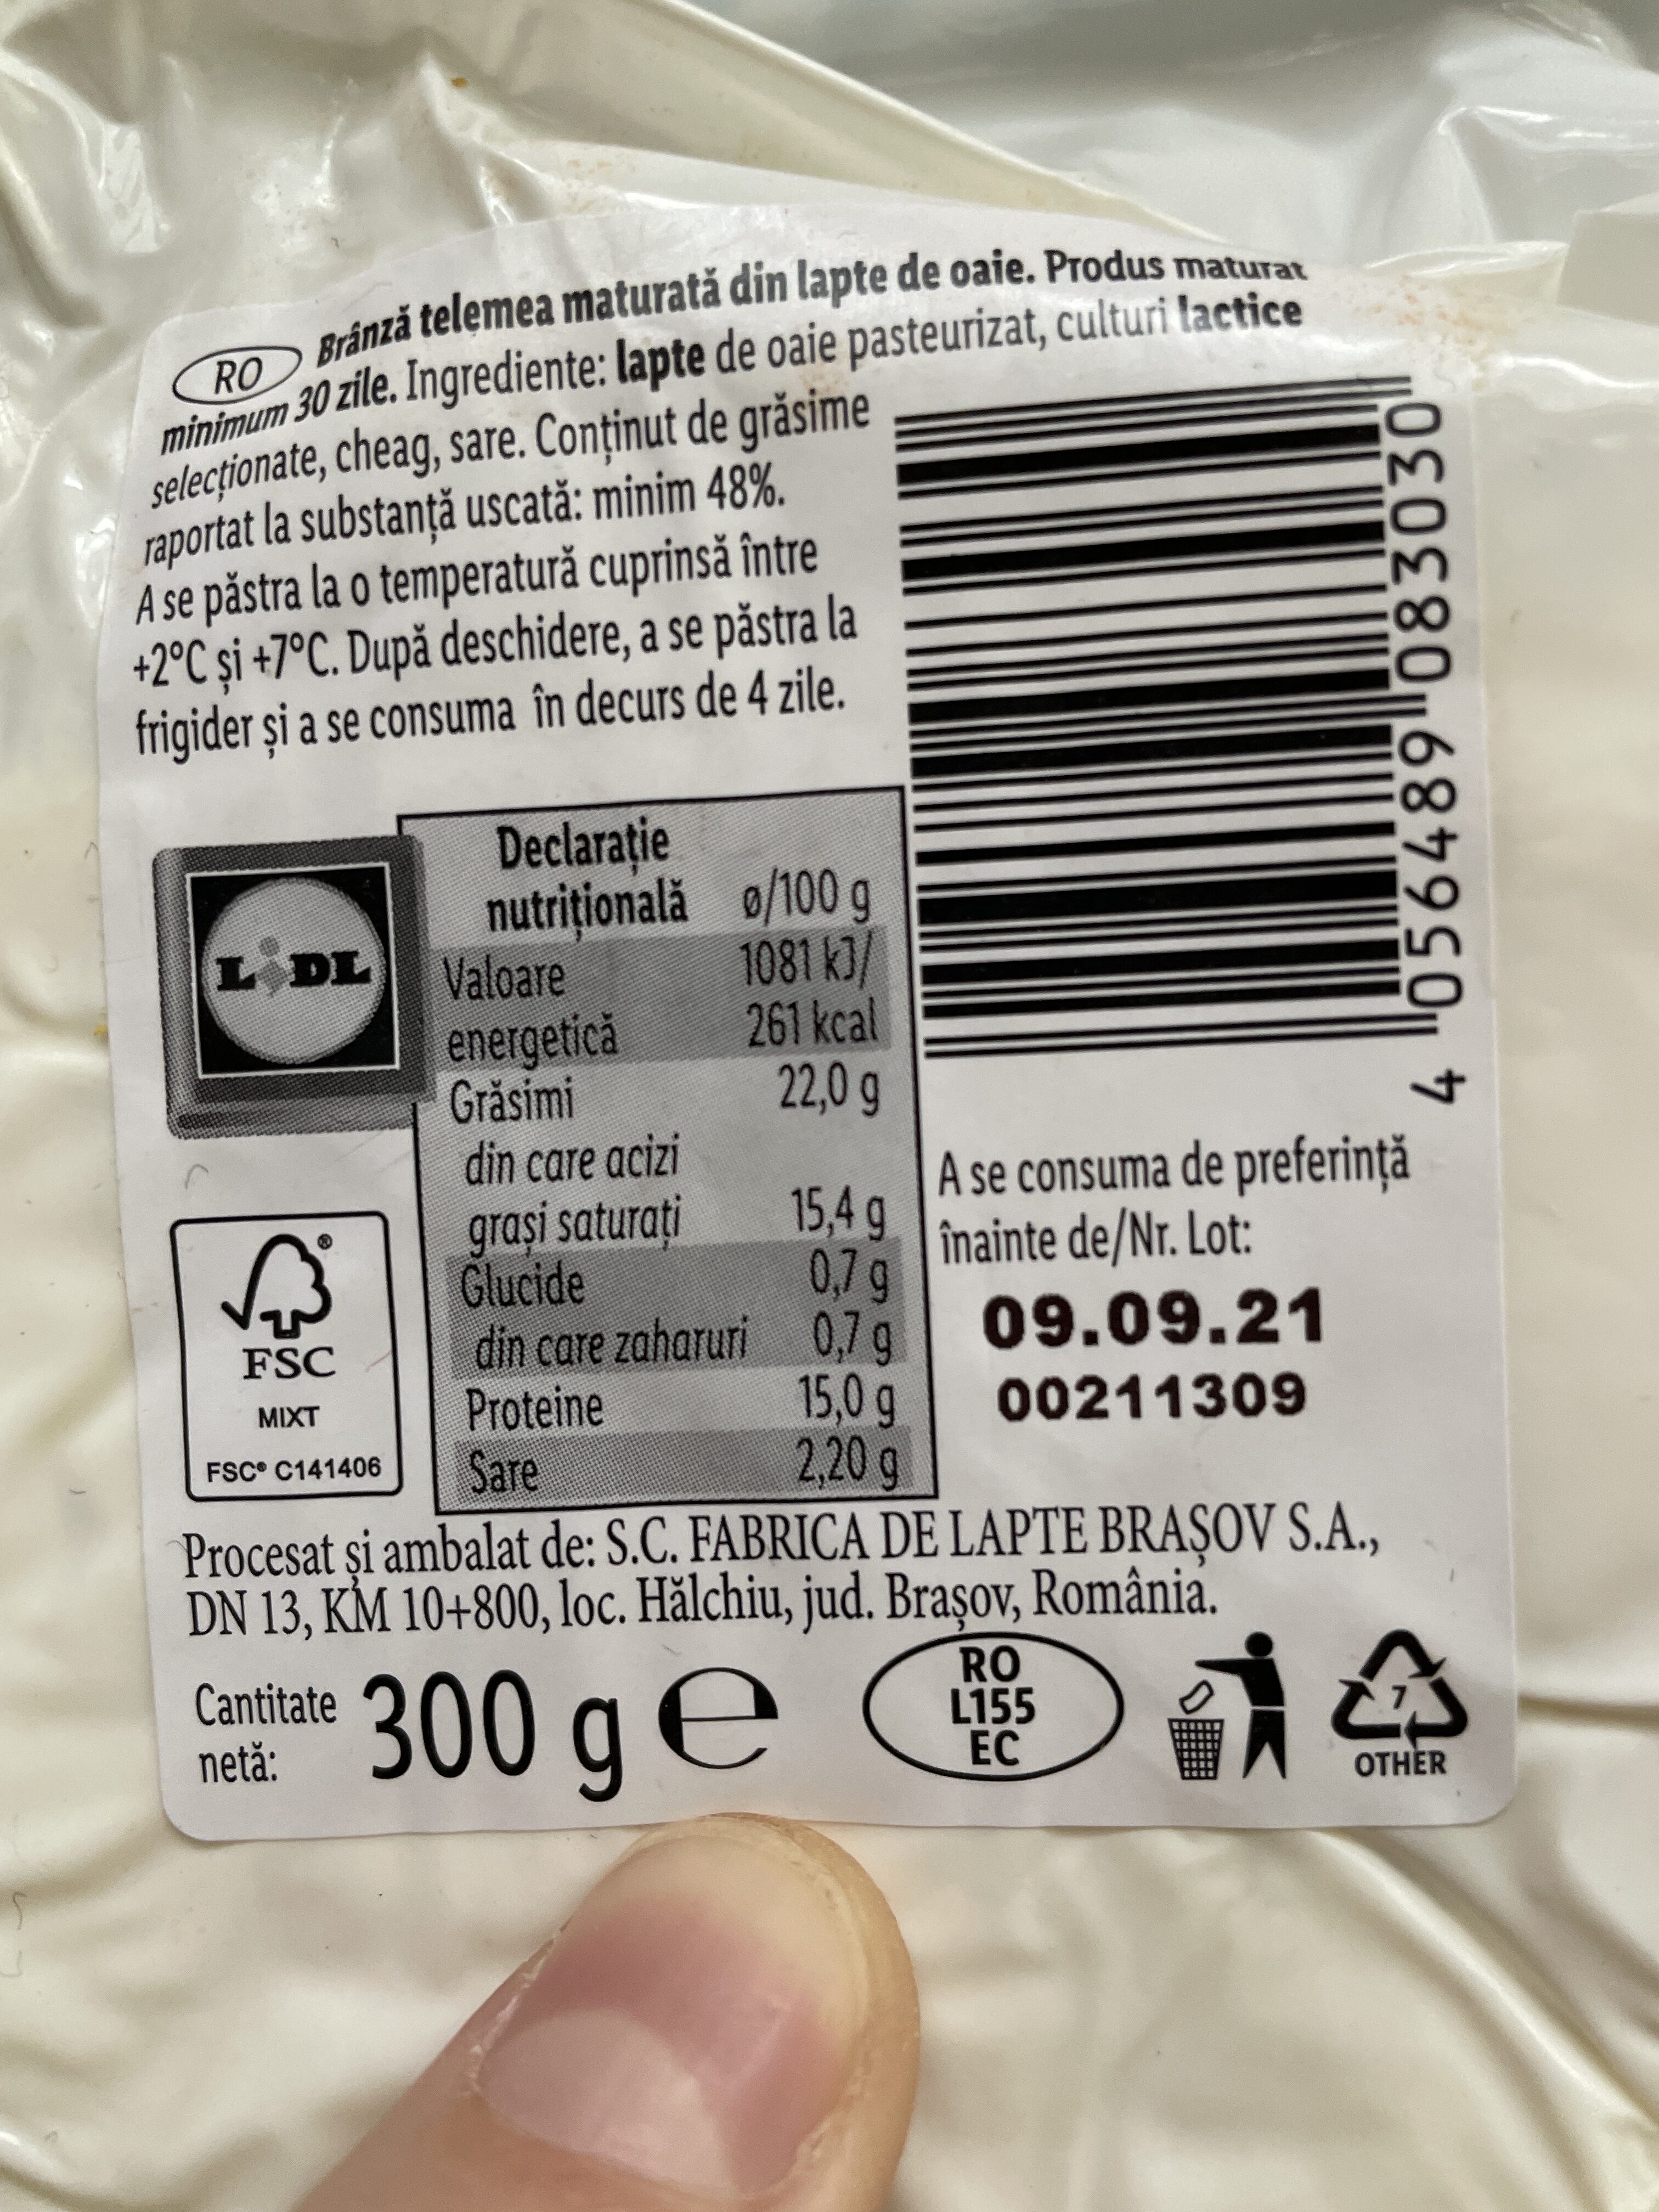 RO
Brânză telemea maturată din lapte de oaie. Produs maturat
minimum 30 zile. Ingrediente: lapte de oaie pasteurizat, culturi lactice
selecționate, cheag, sare. Conținut de grăsime
raportat la substanță uscată: minim 48%.
A se păstra la o temperatură cuprinsă între
+2°C și +7°C. După deschidere, a se păstra la
frigider și a se consuma în decurs de 4 zile.
4 056489 083030
LIDL
Declarație
nutrițională ø/100 g
Valoare 1081 kJ/
energetică 261 kcal
Grăsimi 22,0 g
din care acizi
grași saturați 15,4 g
Glucide 0,7 g
din care zaharuri 0,7 g
Proteine 15,0 g
Sare 2,20 g
A se consuma de preferință
înainte de/Nr. Lot:
09.09.21
00211309
®
FSC
MIXT
FSC® C141406
Procesat și ambalat de: S.C. FABRICA DE LAPTE BRAȘOV S.A.,
DN 13, KM 10+800, loc. Hălchiu, jud. Brașov, România.
Cantitate
netă:
300 g e
RO
L155
EC
7
OTHER